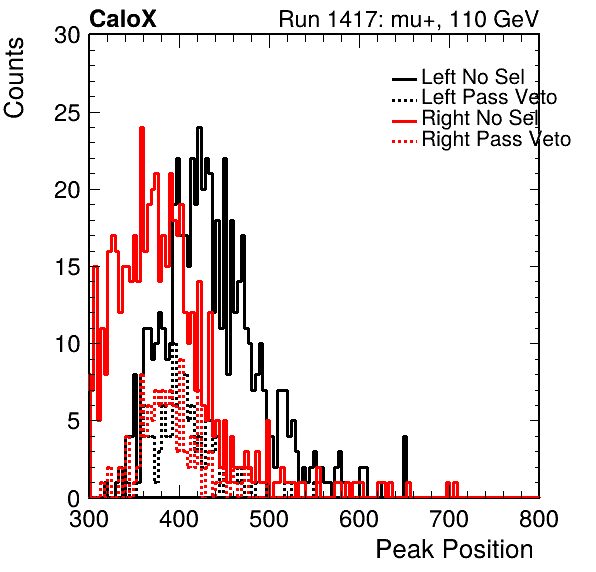 CaloX Run 1417: mu+, 110 GeV
Counts
30
25
20
15
10
5
0
Left No Sel
Left Pass Veto
Right No Sel
Right Pass Veto
300 400 500 600 700 800
Peak Position